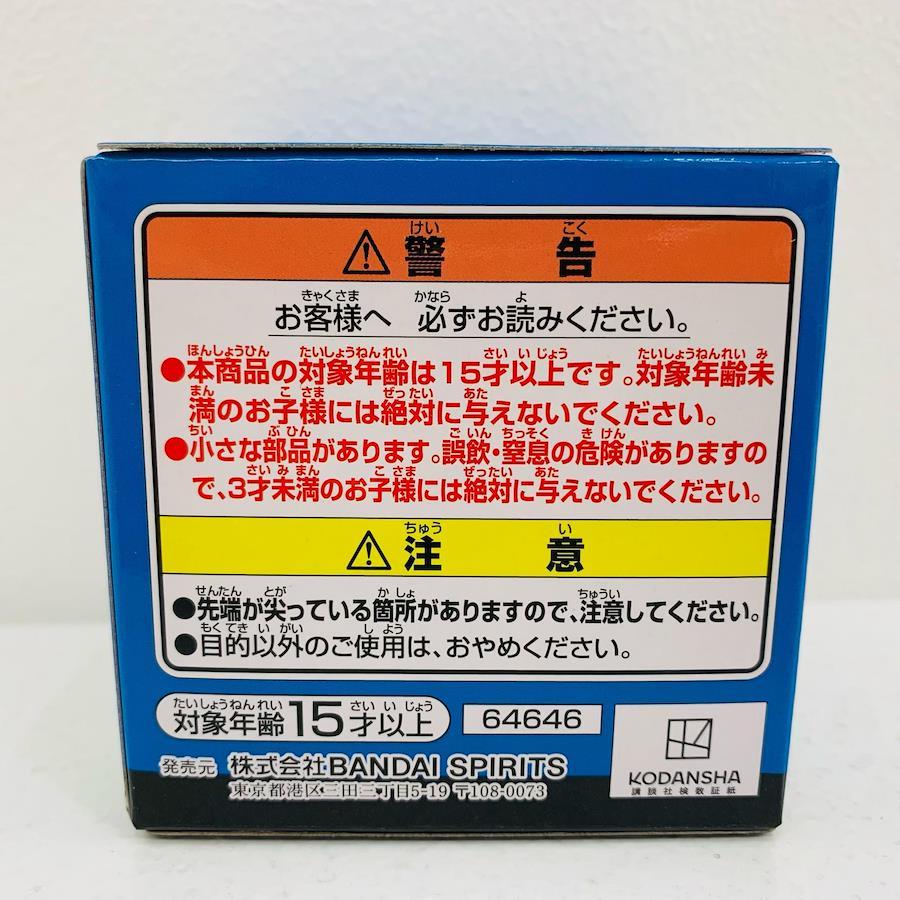 ⚠警告
お客様へ 必ずお読みください。
●本商品の対象年齢は15才以上です。対象年齢未
満のお子様には絶対に与えないでください。
●小さな部品があります。誤飲・窒息の危険がありますの
で、3才未満のお子様には絶対に与えないでください。
⚠注意
●先端が尖っている箇所がありますので、注意してください。
●目的以外のご使用は、おやめください。
対象年齢15才以上
64646
発売元 株式会社BANDAI SPIRITS
東京都港区三田三丁目5-19 〒108-0073
KODANSHA
講談社検数証紙